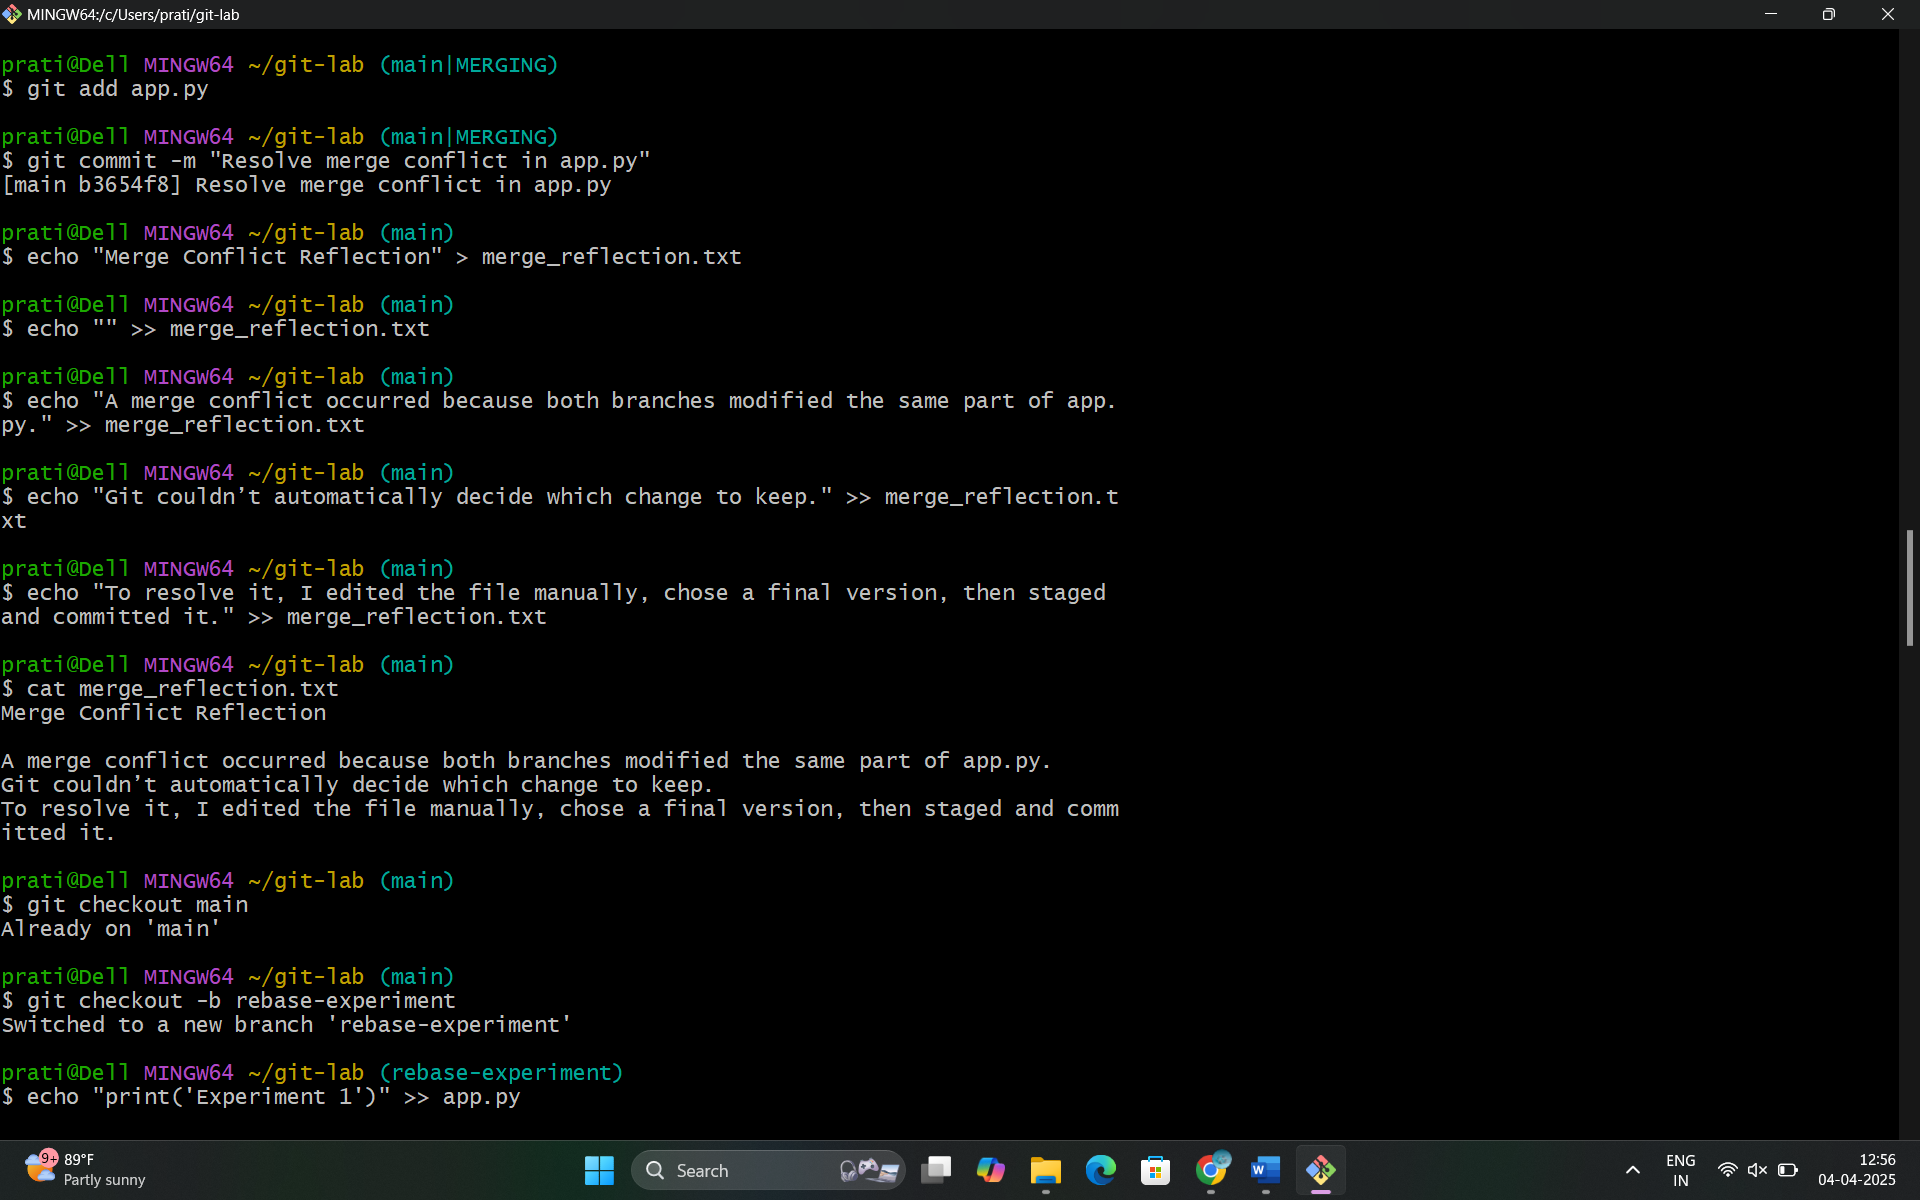 MINGW64:/c/Users/prati/git-lab
prati@Dell MINGW64 ~/git-lab (main|MERGING)
$ git add app.py
prati@Dell MINGW64 ~/git-lab (main|MERGING)
$ git commit -m "Resolve merge conflict in app.py"
[main b3654f8] Resolve merge conflict in app.py
prati@Dell MINGW64 ~/git-lab (main)
$ echo "Merge Conflict Reflection" > merge_reflection.txt
prati@Dell MINGW64 ~/git-lab (main)
$ echo "" >> merge_reflection.txt
prati@Dell MINGW64 ~/git-lab (main)
$ echo "A merge conflict occurred because both branches modified the same part of app.
py." >> merge_reflection.txt
prati@Dell MINGW64 ~/git-lab (main)
$ echo "Git couldn’t automatically decide which change to keep." >> merge_reflection.t
xt
prati@Dell MINGW64 ~/git-lab (main)
$ echo "To resolve it, I edited the file manually, chose a final version, then staged
and committed it." >> merge_reflection.txt
prati@Dell MINGW64 ~/git-lab (main)
$ cat merge_reflection.txt
Merge Conflict Reflection
A merge conflict occurred because both branches modified the same part of app.py.
Git couldn’t automatically decide which change to keep.
To resolve it, I edited the file manually, chose a final version, then staged and comm
itted it.
prati@Dell MINGW64 ~/git-lab (main)
$ git checkout main
Already on 'main'
prati@Dell MINGW64 ~/git-lab (main)
$ git checkout -b rebase-experiment
Switched to a new branch 'rebase-experiment'
prati@Dell MINGW64 ~/git-lab (rebase-experiment)
$ echo "print('Experiment 1')" >> app.py
9+
89°F
Partly sunny
Search
W
ENG
IN
12:56
04-04-2025